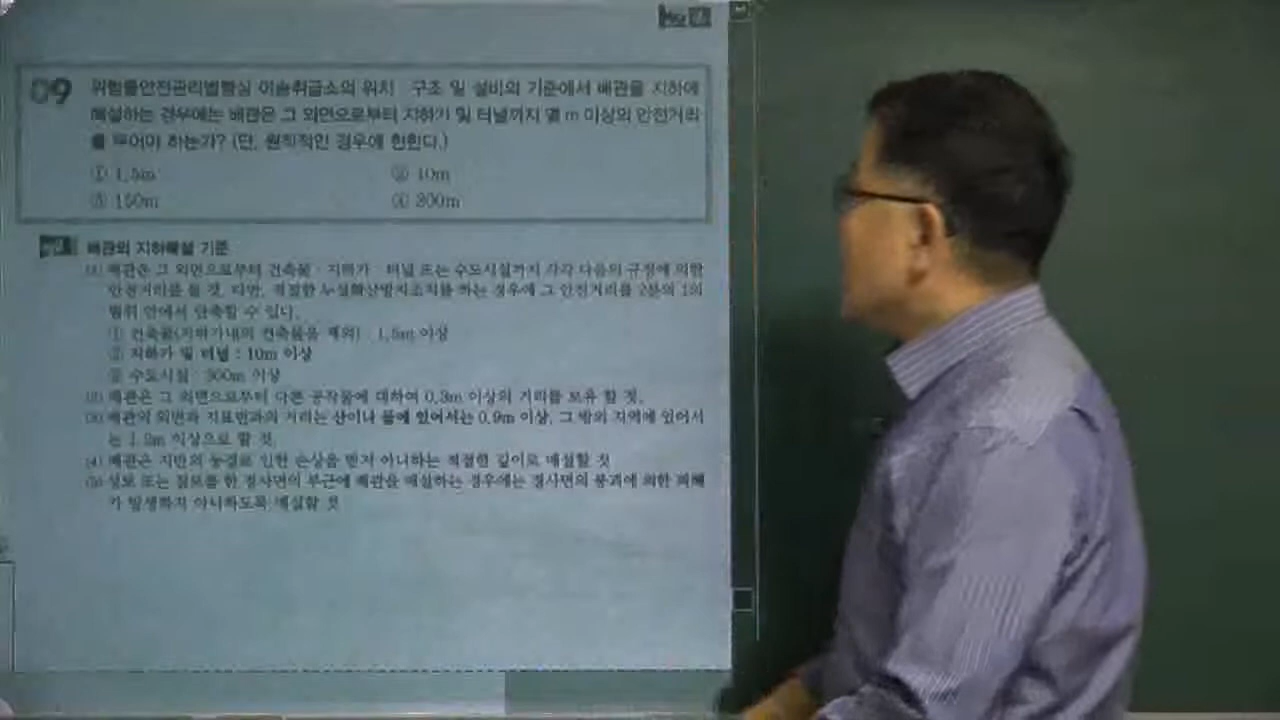 09 위험물안전관리법령상 이송취급소의 위치·구조 및 설비의 기준에서 배관을 지하에
매설하는 경우에는 배관은 그 외면으로부터 지하가 및 터널까지 몇 m 이상의 안전거리
를 두어야 하는가? (단, 원칙적인 경우에 한한다.)
① 1.5m ② 10m
③ 150m ④ 300m
해설 배관의 지하매설 기준
(1) 배관은 그 외면으로부터 건축물·지하가·터널 또는 수도시설까지 각각 다음의 규정에 의한
안전거리를 둘 것. 다만, 적절한 누설확산방지조치를 하는 경우에 그 안전거리를 2분의 1의
범위 안에서 단축할 수 있다.
① 건축물(지하가내의 건축물을 제외) : 1.5m 이상
② 지하가 및 터널 : 10m 이상
③ 수도시설 : 300m 이상
(2) 배관은 그 외면으로부터 다른 공작물에 대하여 0.3m 이상의 거리를 보유 할 것.
(3) 배관의 외면과 지표면과의 거리는 산이나 들에 있어서는 0.9m 이상, 그 밖의 지역에 있어서
는 1.2m 이상으로 할 것.
(4) 배관은 지반의 동결로 인한 손상을 받지 아니하는 적절한 깊이로 매설할 것
(5) 성토 또는 절토를 한 경사면의 부근에 배관을 매설하는 경우에는 경사면의 붕괴에 의한 피해
가 발생하지 아니하도록 매설할 것